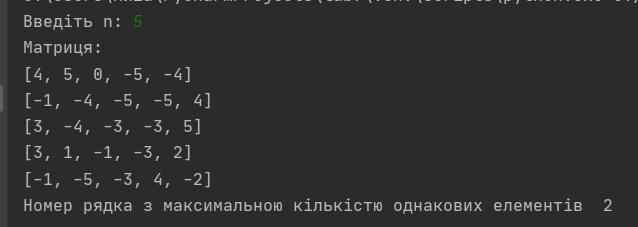 Введіть n: 5
Матриця:
[4, 5, 0, -5, -4]
[-1, -4, -5, -5, 4]
[3, -4, -3, -3, 5]
[3, 1, -1, -3, 2]
[-1, -5, -3, 4, -2]
Номер рядка з максимальною кількістю однакових елементів  2